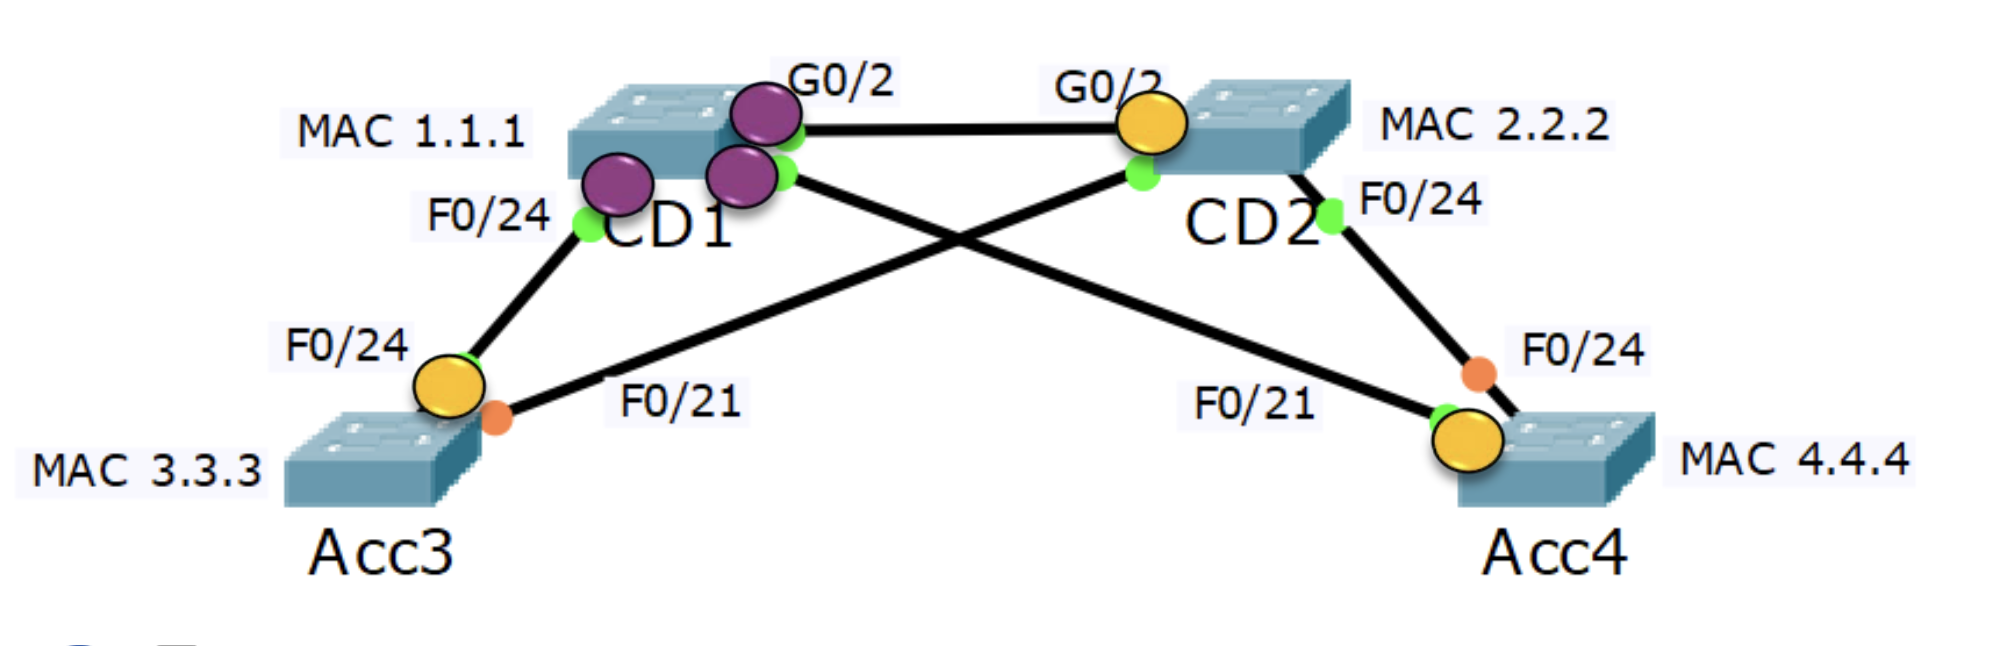 G0/2
G0/2
MAC 1.1.1
MAC 2.2.2
F0/24
CD1
CD2
F0/24
F0/24
F0/21
F0/21
F0/24
MAC 3.3.3
MAC 4.4.4
Acc3
Acc4